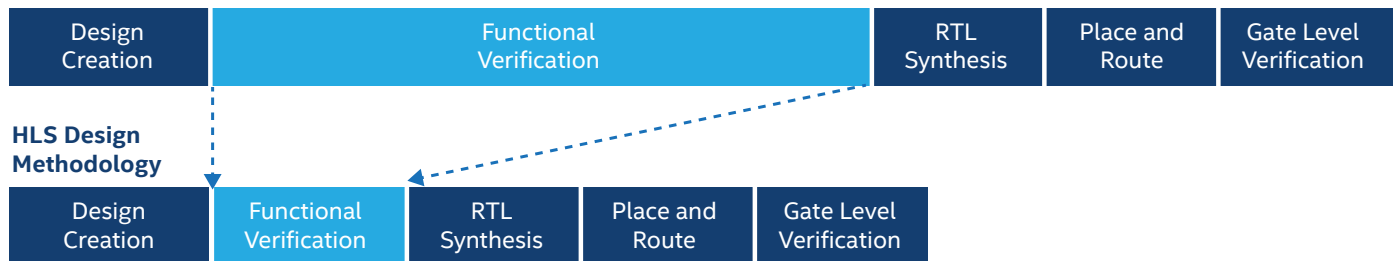 Design
Creation
Functional
Verification
RTL
Synthesis
Place and
Route
Gate Level
Verification
HLS Design
Methodology
Design
Creation
Functional
Verification
RTL
Synthesis
Place and
Route
Gate Level
Verification